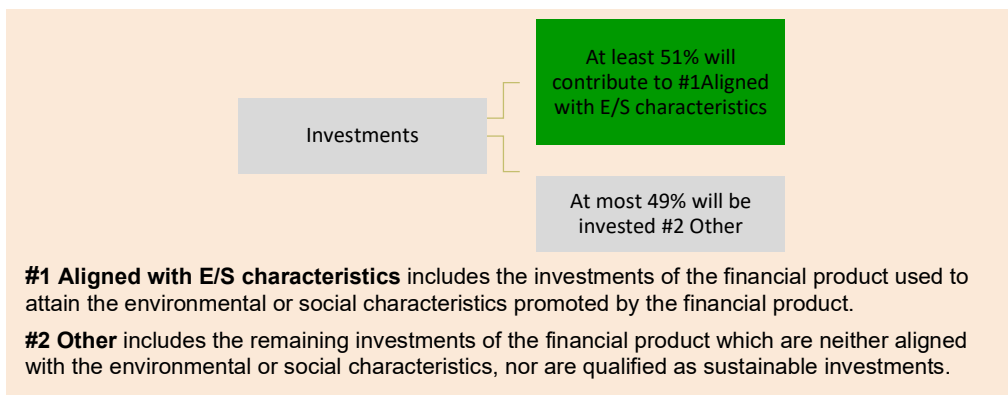 At least 51% will
contribute to #1Aligned
with E/S characteristics
Investments
At most 49% will be
invested #2 Other
#1 Aligned with E/S characteristics includes the investments of the financial product used to
attain the environmental or social characteristics promoted by the financial product.
#2 Other includes the remaining investments of the financial product which are neither aligned
with the environmental or social characteristics, nor are qualified as sustainable investments.